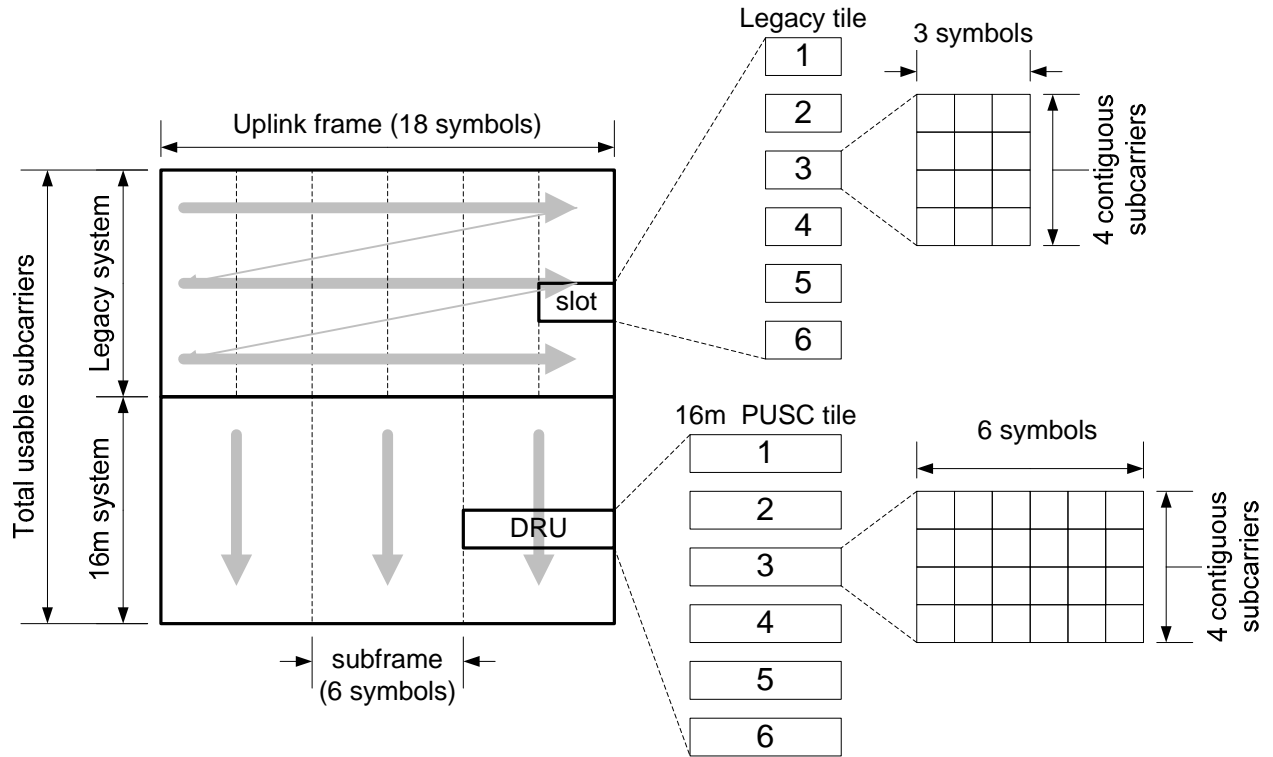 Legacy tile
1
2
3
4
5
6
3 symbols
4 contiguous
subcarriers
Uplink frame (18 symbols)
Total usable subcarriers
Legacy system
slot
16m system
DRU
subframe
(6 symbols)
16m PUSC tile
1
2
3
4
5
6
6 symbols
4 contiguous
subcarriers